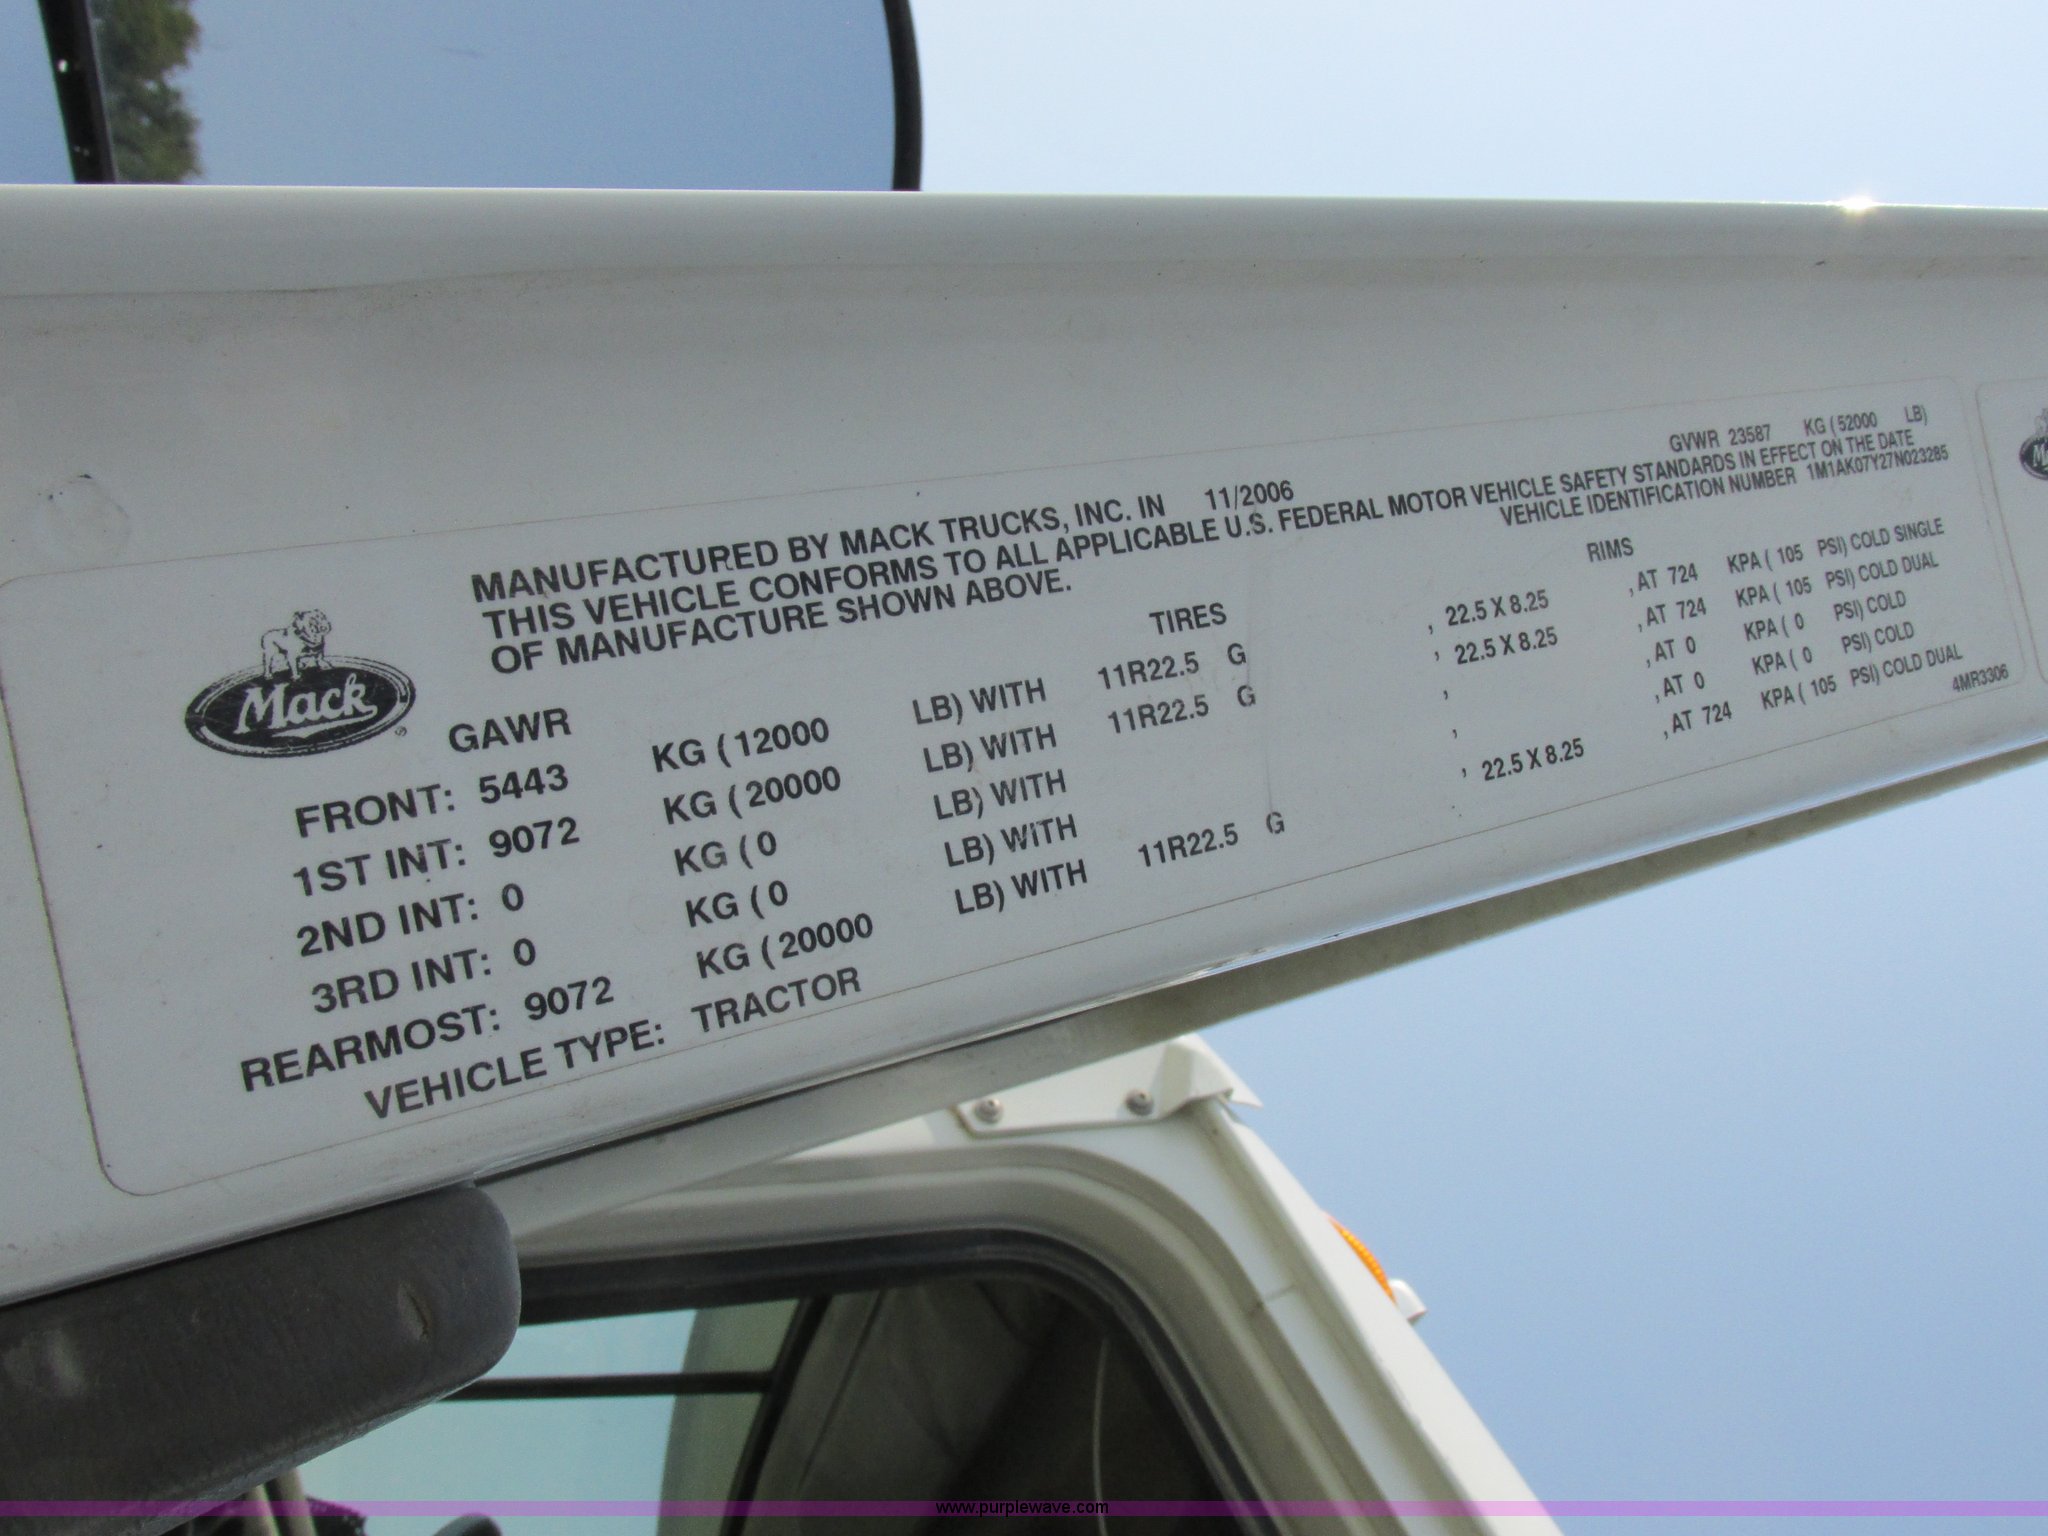 GVWR 23587 KG ( 52000 LB)
MANUFACTURED BY MACK TRUCKS, INC. IN 11/2006
THIS VEHICLE CONFORMS TO ALL APPLICABLE U.S. FEDERAL MOTOR VEHICLE SAFETY STANDARDS IN EFFECT ON THE DATE
OF MANUFACTURE SHOWN ABOVE. VEHICLE IDENTIFICATION NUMBER 1M1AK07Y27N023285
Mack ®
GAWR TIRES RIMS
FRONT: 5443 KG ( 12000 LB) WITH 11R22.5 G , 22.5 X 8.25 , AT 724 KPA ( 105 PSI) COLD SINGLE
1ST INT: 9072 KG ( 20000 LB) WITH 11R22.5 G , 22.5 X 8.25 , AT 724 KPA ( 105 PSI) COLD DUAL
2ND INT: 0 KG ( 0 LB) WITH , , AT 0 KPA ( 0 PSI) COLD
3RD INT: 0 KG ( 0 LB) WITH , , AT 0 KPA ( 0 PSI) COLD
REARMOST: 9072 KG ( 20000 LB) WITH 11R22.5 G , 22.5 X 8.25 , AT 724 KPA ( 105 PSI) COLD DUAL
VEHICLE TYPE: TRACTOR 4MR3306
www.purplewave.com